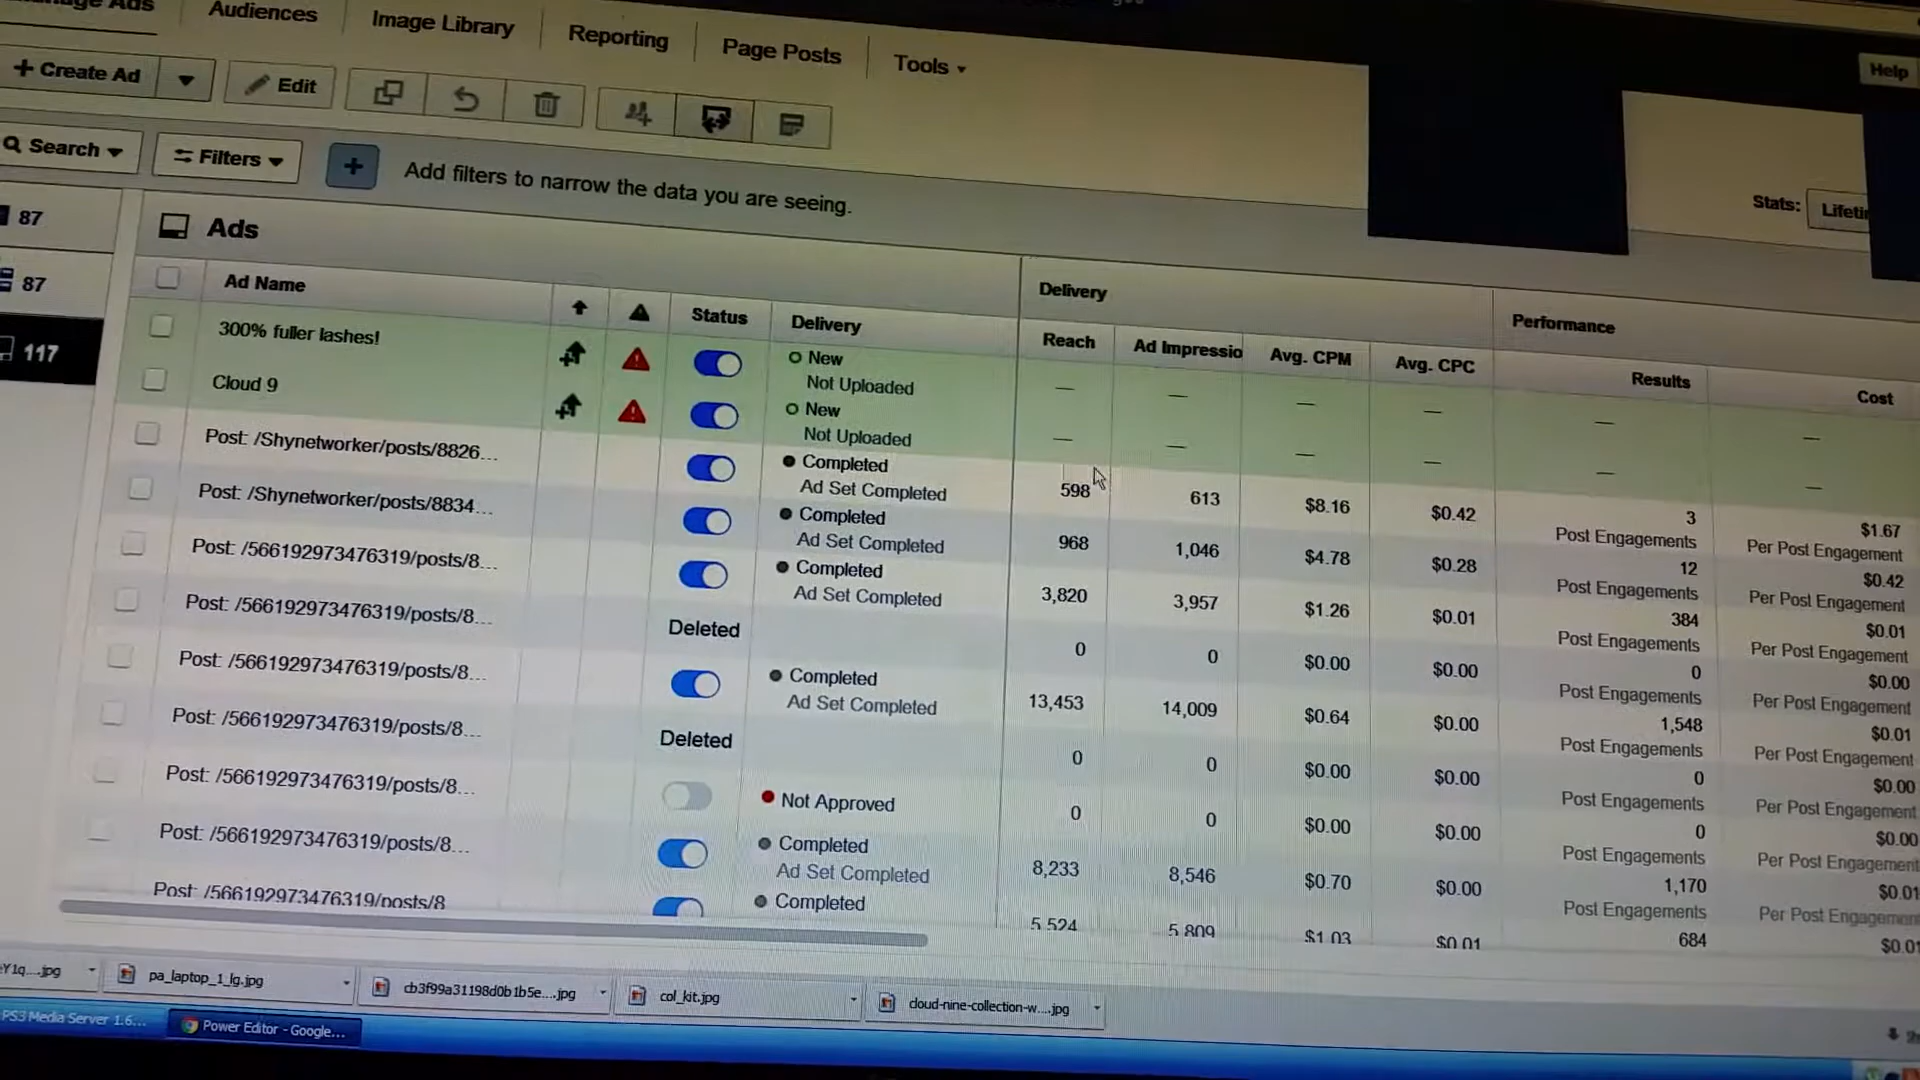 Ads
Audiences
Image Library
Reporting
Page Posts
Tools
Help
+ Create Ad
Edit
Search
Filters
+
Add filters to narrow the data you are seeing.
Stats:
87
87
117
Ads
Delivery
Performance
Ad Name
Status
Delivery
Reach
Ad Impressio
Avg. CPM
Avg. CPC
Results
Cost
300% fuller lashes!
New
Not Uploaded
— — — — — —
Cloud 9
New
Not Uploaded
— — — — — —
Post: /Shynetworker/posts/8826...
Completed
Ad Set Completed
598 613 $8.16 $0.42 3 $1.67
Post Engagements Per Post Engagement
Post: /Shynetworker/posts/8834...
Completed
Ad Set Completed
968 1,046 $4.78 $0.28 12 $0.42
Post Engagements Per Post Engagement
Post: /566192973476319/posts/8...
Completed
Ad Set Completed
3,820 3,957 $1.26 $0.01 384 $0.01
Post Engagements Per Post Engagement
Post: /566192973476319/posts/8...
Deleted
0 0 $0.00 $0.00 0 $0.00
Post Engagements Per Post Engagement
Post: /566192973476319/posts/8...
Completed
Ad Set Completed
13,453 14,009 $0.64 $0.00 1,548 $0.01
Post Engagements Per Post Engagement
Post: /566192973476319/posts/8...
Deleted
0 0 $0.00 $0.00 0 $0.00
Post Engagements Per Post Engagement
Post: /566192973476319/posts/8...
Not Approved
0 0 $0.00 $0.00 0 $0.00
Post Engagements Per Post Engagement
Post: /566192973476319/posts/8...
Completed
Ad Set Completed
8,233 8,546 $0.70 $0.00 1,170 $0.01
Post Engagements Per Post Engagement
Post: /566192973476319/posts/8
Completed
5,524 5,809 $1.03 $0.01 684 $0.01
pa_laptop_1_lg.jpg
cb3f99a31198d0b1b5e....jpg
col_kit.jpg
cloud-nine-collection-w....jpg
PS3 Media Server 1.6...
Power Editor - Google...